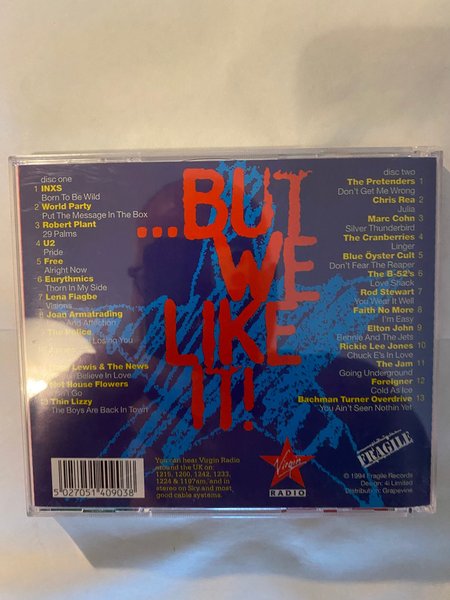 disc one
1 INXS
Born To Be Wild
2 World Party
Put The Message In The Box
3 Robert Plant
29 Palms
4 U2
Pride
5 Free
Alright Now
6 Eurythmics
Thorn In My Side
7 Lena Fiagbe
Visions
8 Joan Armatrading
And Affection
The Police
Losing You
Lewis & The News
Believe In Love
Hot House Flowers
Go
13 Thin Lizzy
The Boys Are Back In Town
...BUT
WE
LIKE
IT!
disc two
The Pretenders 1
Don't Get Me Wrong
Chris Rea 2
Julia
Marc Cohn 3
Silver Thunderbird
The Cranberries 4
Linger
Blue Öyster Cult 5
Don't Fear The Reaper
The B-52's 6
Love Shack
Rod Stewart 7
You Wear It Well
Faith No More 8
I'm Easy
Elton John 9
Bennie And The Jets
Rickie Lee Jones 10
Chuck E's In Love
The Jam 11
Going Underground
Foreigner 12
Cold As Ice
Bachman Turner Overdrive 13
You Ain't Seen Nothin Yet
5 027051 409038
You can hear Virgin Radio
around the UK on:
1215, 1200, 1242, 1233,
1224 & 1197am, and in
stereo on Sky and most
good cable systems.
Virgin
RADIO
FRAGILE
© 1994 Fragile Records
Design: 4i Limited
Distribution: Grapevine